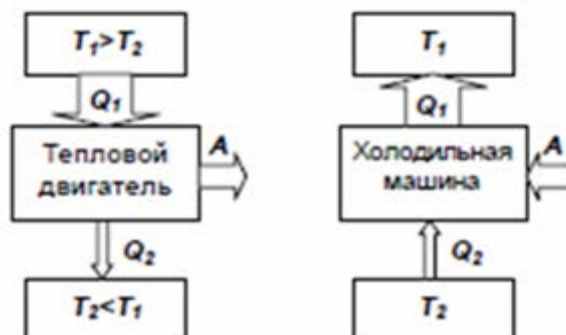 T₁>T₂
Q₁
Тепловой
двигатель
A
Q₂
T₂<T₁
T₁
Q₁
Холодильная
машина
A
Q₂
T₂